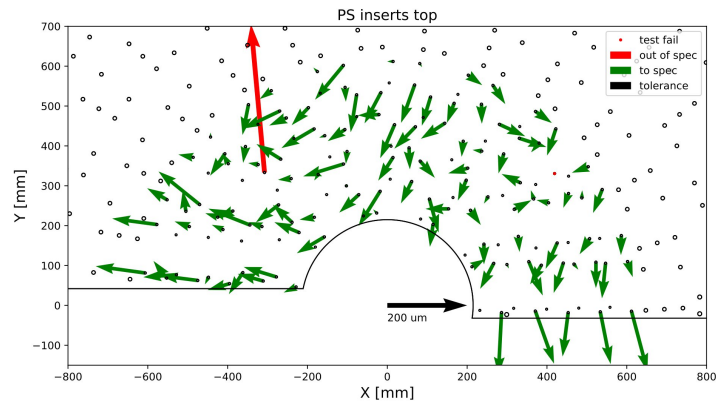 PS inserts top
700
600
500
400
300
200
100
0
−100
Y [mm]
test fail
out of spec
to spec
tolerance
200 um
−800
−600
−400
−200
0
200
400
600
800
X [mm]